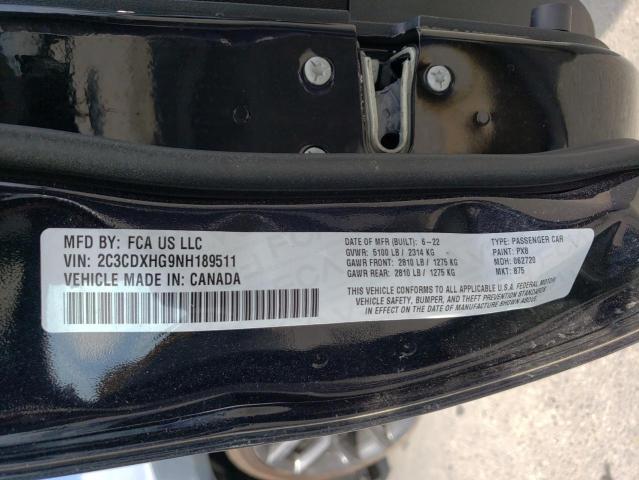 MFD BY: FCA US LLC
VIN: 2C3CDXHG9NH189511
VEHICLE MADE IN: CANADA
DATE OF MFR (BUILT): 6-22
GVWR: 5100 LB / 2314 KG
GAWR FRONT: 2810 LB / 1275 KG
GAWR REAR: 2810 LB / 1275 KG
TYPE: PASSENGER CAR
PAINT: PX8
MDH: 062720
MKT: 875
THIS VEHICLE CONFORMS TO ALL APPLICABLE U.S.A. FEDERAL MOTOR
VEHICLE SAFETY, BUMPER, AND THEFT PREVENTION STANDARDS
IN EFFECT ON THE DATE OF MANUFACTURE SHOWN ABOVE